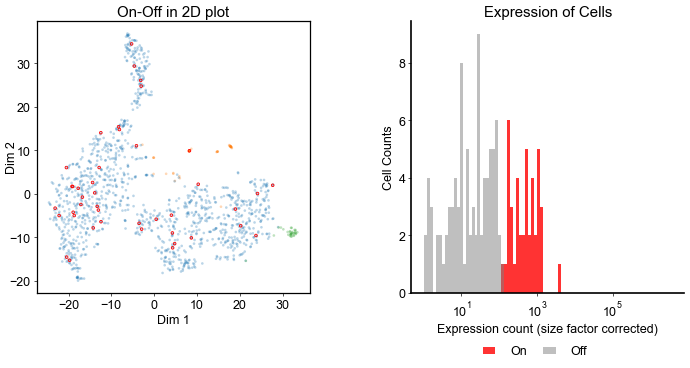 On-Off in 2D plot
Dim 2
30
20
10
0
−10
−20
−20 −10 0 10 20 30
Dim 1
Expression of Cells
Cell Counts
8
6
4
2
0
10^1 10^3 10^5
Expression count (size factor corrected)
On Off